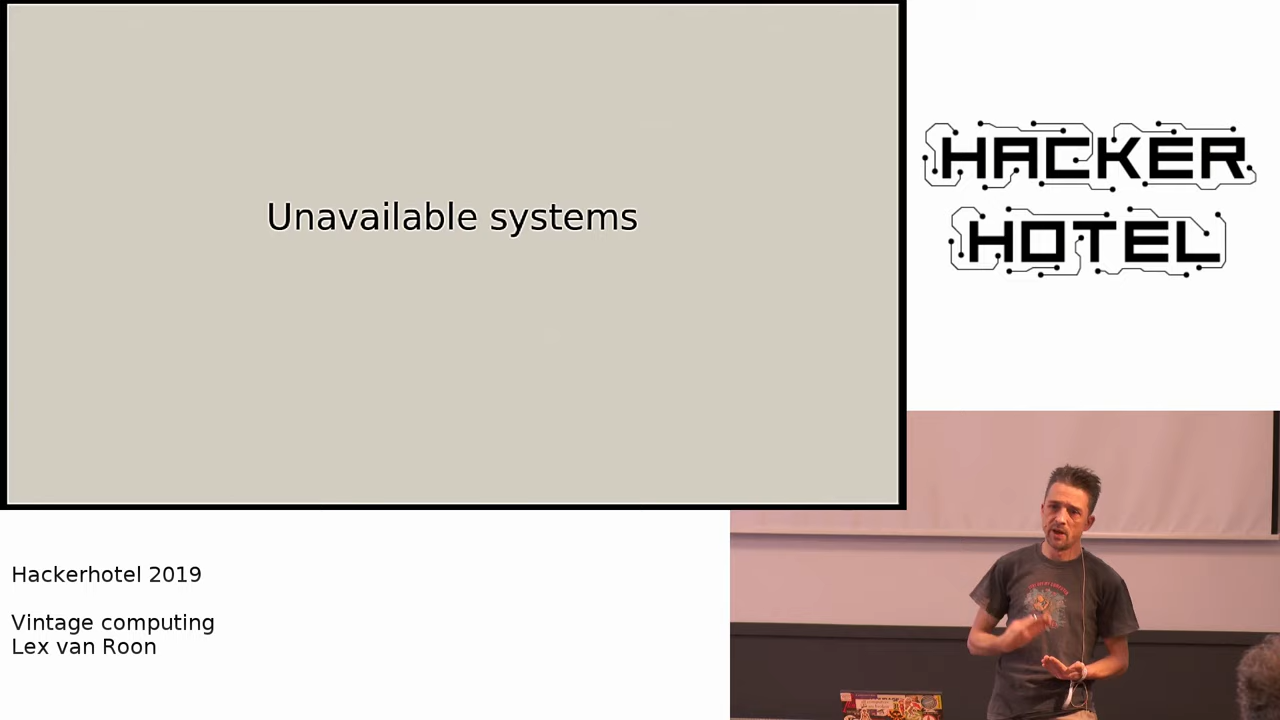 Unavailable systems
HACKER
HOTEL
Hackerhotel 2019
Vintage computing
Lex van Roon